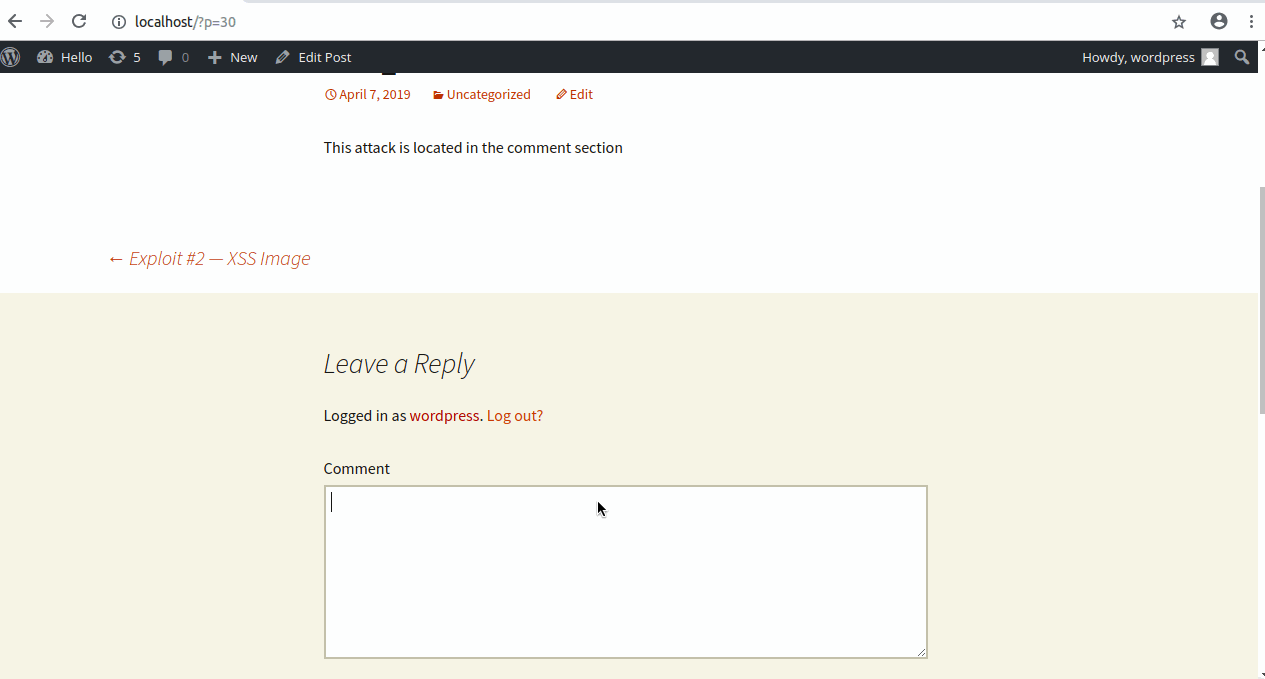 localhost/?p=30
Hello 5 0 New Edit Post Howdy, wordpress
April 7, 2019 Uncategorized Edit
This attack is located in the comment section
← Exploit #2 — XSS Image
Leave a Reply
Logged in as wordpress. Log out?
Comment